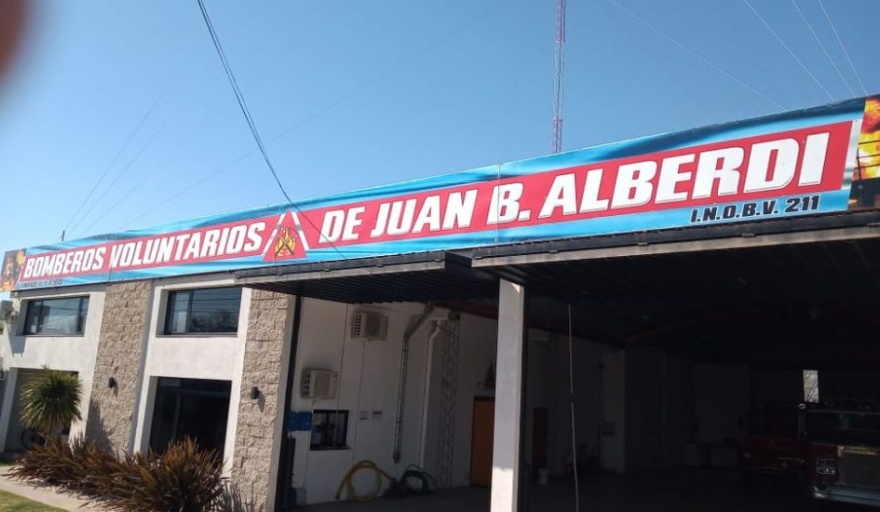 BOMBEROS VOLUNTARIOS DE JUAN B. ALBERDI
I.N.O.B.V. 211